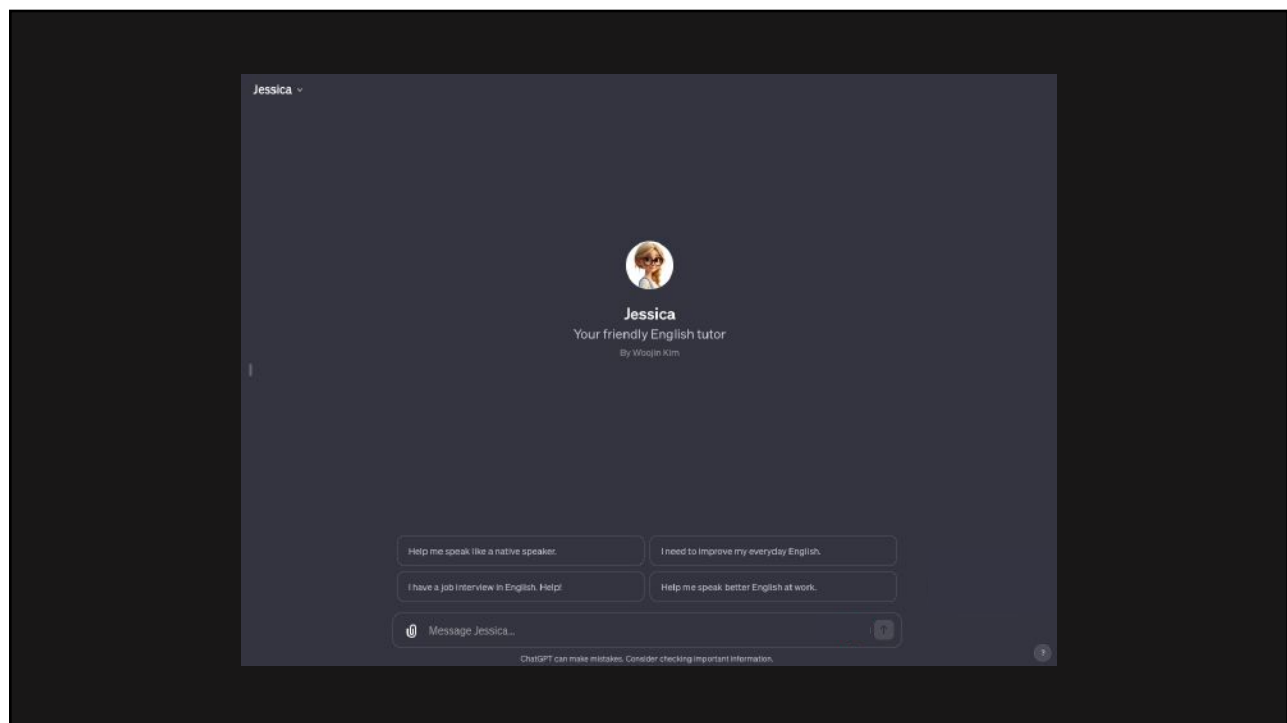 Jessica
Jessica
Your friendly English tutor
By Woojin Kim
Help me speak like a native speaker.
I need to improve my everyday English.
I have a job interview in English. Help!
Help me speak better English at work.
Message Jessica...
ChatGPT can make mistakes. Consider checking important information.
?